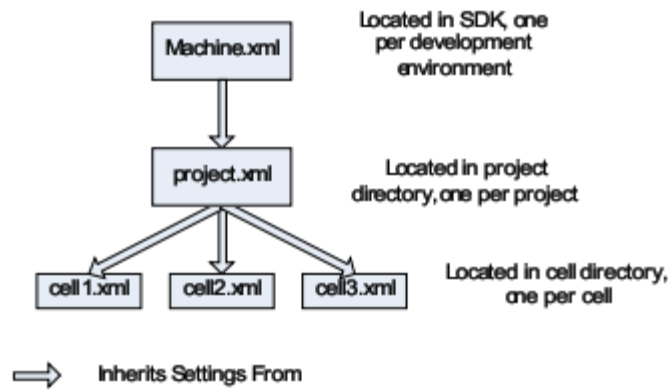 Machine.xml
Located in SDK, one
per development
environment
project.xml
Located in project
directory, one per project
cell1.xml
cell2.xml
cell3.xml
Located in cell directory,
one per cell
Inherits Settings From